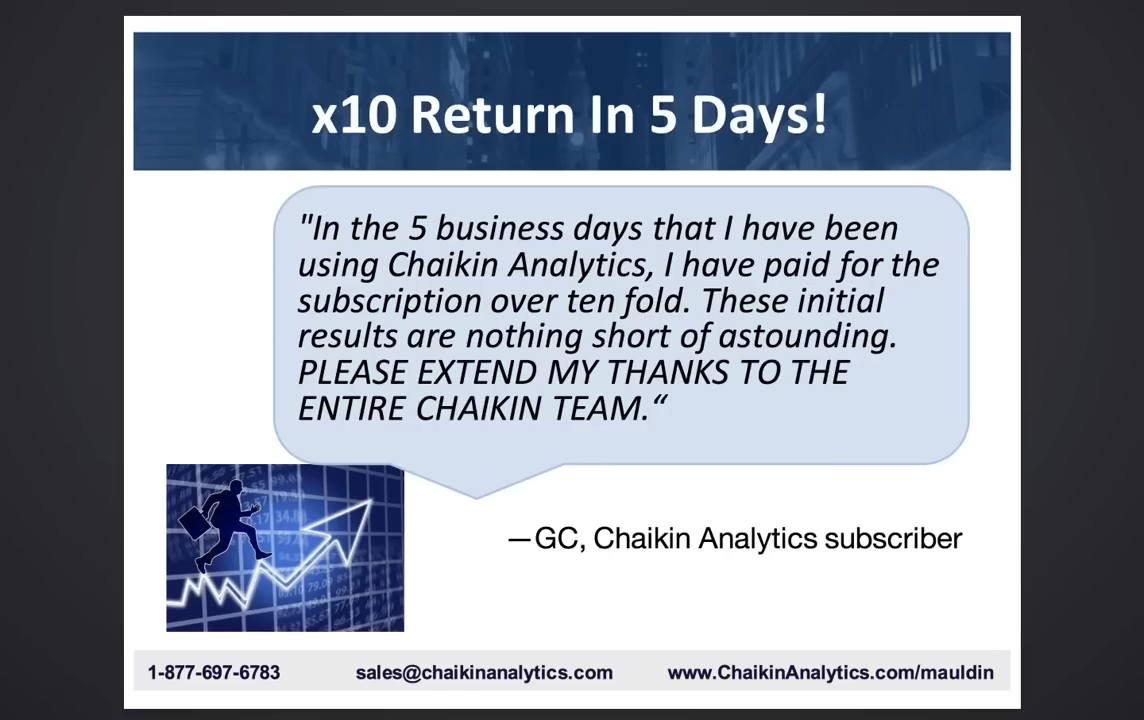 x10 Return In 5 Days!
"In the 5 business days that I have been
using Chaikin Analytics, I have paid for the
subscription over ten fold. These initial
results are nothing short of astounding.
PLEASE EXTEND MY THANKS TO THE
ENTIRE CHAIKIN TEAM.“
—GC, Chaikin Analytics subscriber
1-877-697-6783 sales@chaikinanalytics.com www.ChaikinAnalytics.com/mauldin